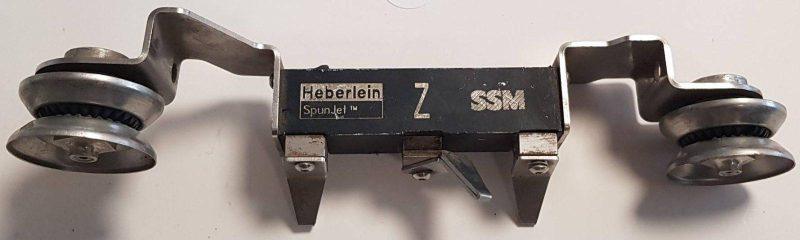 Heberlein
SpunJet™
Z
SSM